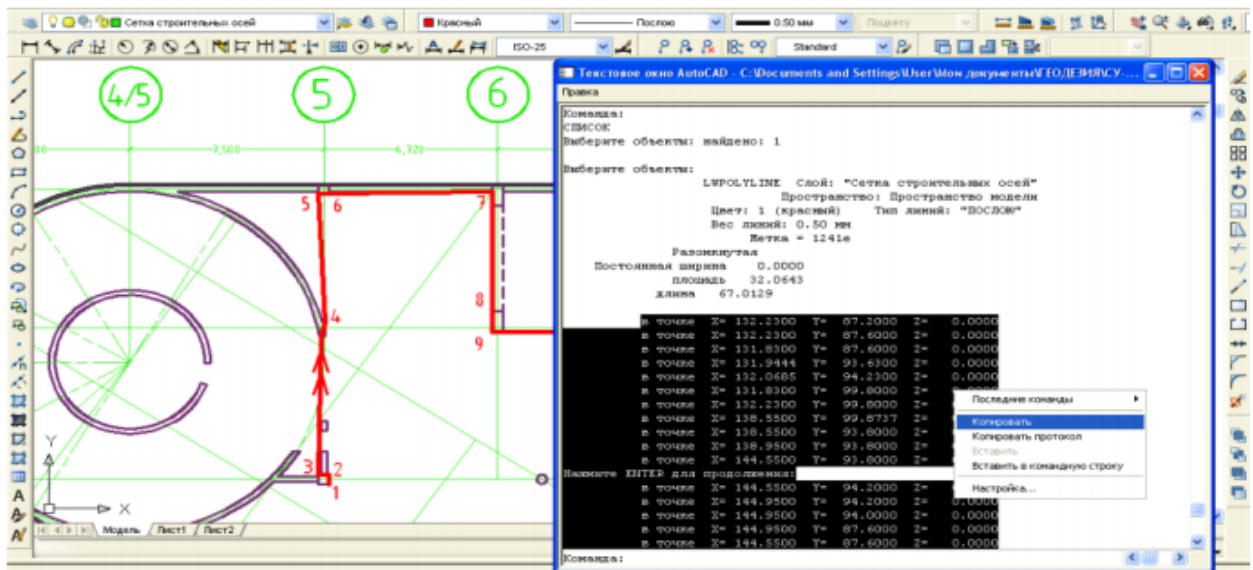 Сетка строительных осей
Красный
Послою
0.50 мм
Поцвету
ISO-25
Standard
4/5
5
6
7,500
6,720
5
6
7
4
8
9
3
2
1
Y
X
Модель
Лист1
Лист2
Текстовое окно AutoCAD - C:\Documents and Settings\User\Мои документы\ГЕОДЕЗИЯ\СУ-....
Правка
Команда:
СПИСОК
Выберите объекты: найдено: 1
Выберите объекты:
LWPOLYLINE Слой: "Сетка строительных осей"
Пространство: Пространство модели
Цвет: 1 (красный) Тип линий: "ПОСЛОЮ"
Вес линий: 0.50 мм
Метка = 1241e
Разомкнутая
Постоянная ширина 0.0000
площадь 32.0643
длина 67.0129
в точке X= 132.2300 Y= 87.2000 Z= 0.0000
в точке X= 132.2300 Y= 87.6000 Z= 0.0000
в точке X= 131.8300 Y= 87.6000 Z= 0.0000
в точке X= 131.9444 Y= 93.6300 Z= 0.0000
в точке X= 132.0685 Y= 94.2300 Z= 0.0000
в точке X= 131.8300 Y= 99.8000 Z=
в точке X= 132.2300 Y= 99.8000 Z=
в точке X= 138.5500 Y= 99.8737 Z=
в точке X= 138.5500 Y= 93.8000 Z=
в точке X= 138.9500 Y= 93.8000 Z=
в точке X= 144.5500 Y= 93.8000 Z=
Нажмите ENTER для продолжения:
в точке X= 144.5500 Y= 94.2000 Z=
в точке X= 144.9500 Y= 94.2000 Z= 0.0000
в точке X= 144.9500 Y= 94.0000 Z= 0.0000
в точке X= 144.9500 Y= 87.6000 Z= 0.0000
в точке X= 144.5500 Y= 87.6000 Z= 0.0000
Команда:
Последние команды
Копировать
Копировать протокол
Вставить
Вставить в командную строку
Настройка...